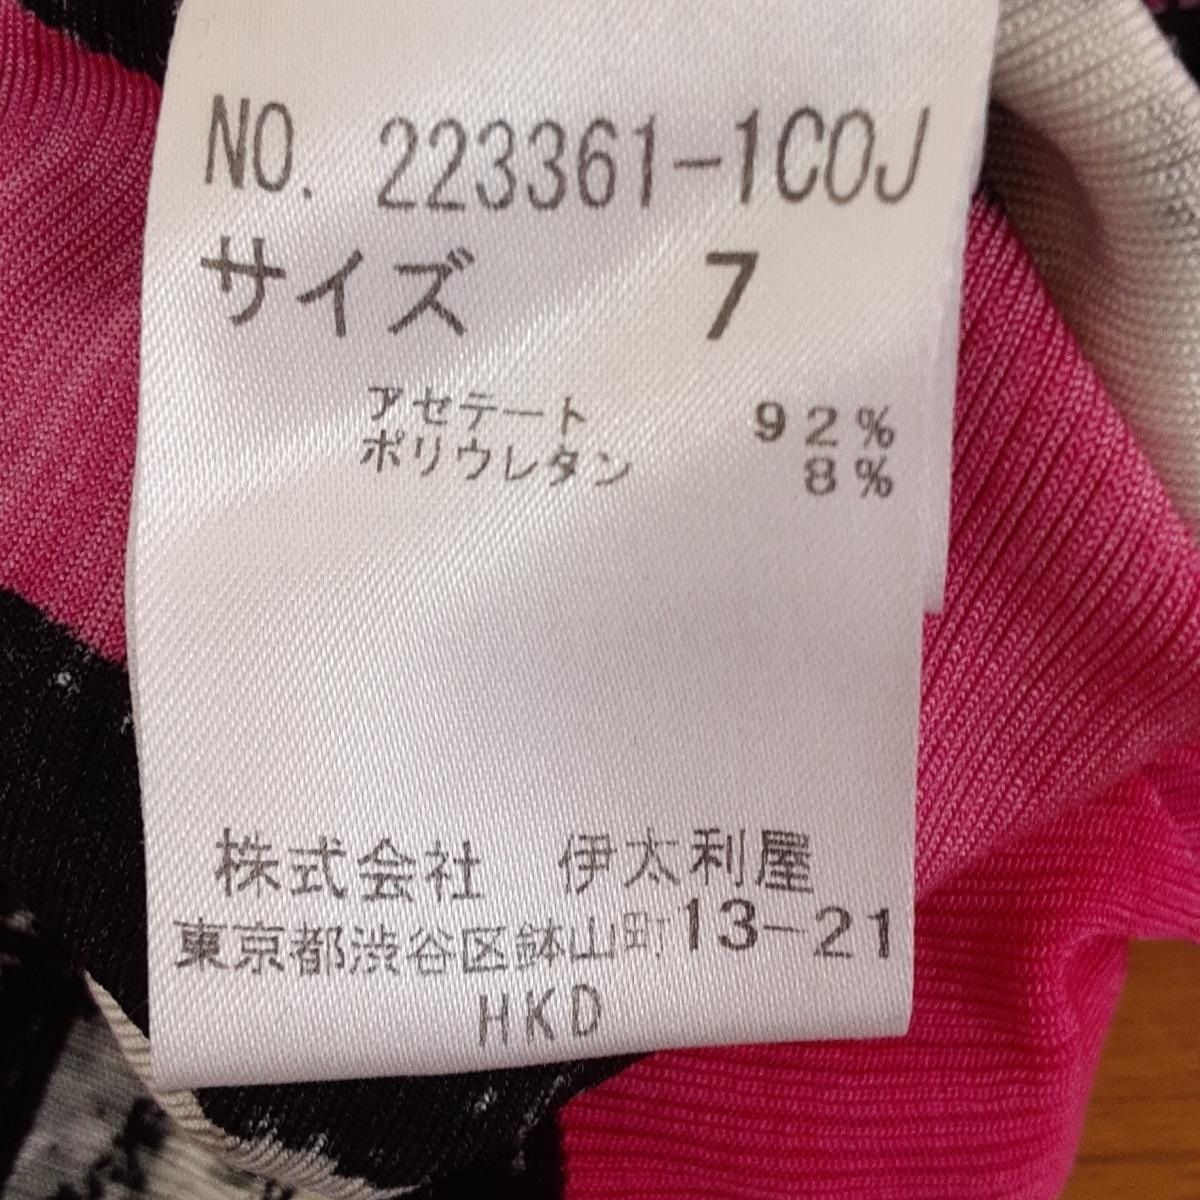 NO. 223361-1COJ
サイズ 7
アセテート 92%
ポリウレタン 8%
株式会社 伊太利屋
東京都渋谷区鉢山町13-21
HKD